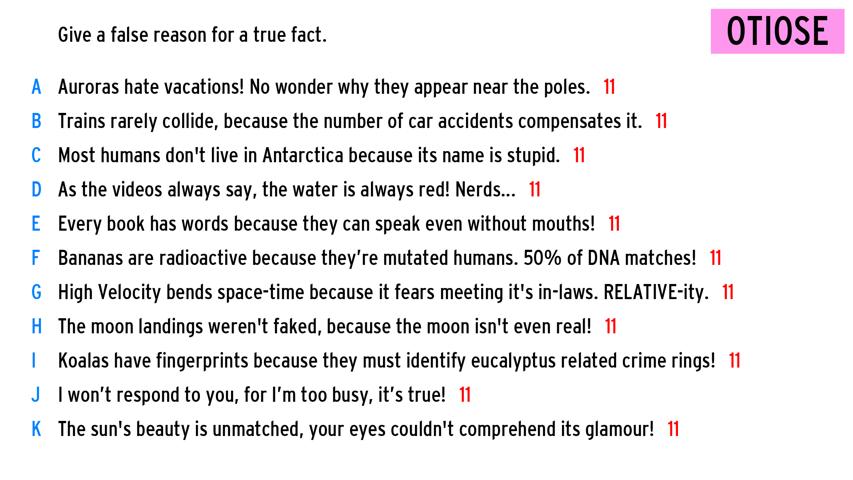 Give a false reason for a true fact.
OTIOSE
A Auroras hate vacations! No wonder why they appear near the poles. 11
B Trains rarely collide, because the number of car accidents compensates it. 11
C Most humans don't live in Antarctica because its name is stupid. 11
D As the videos always say, the water is always red! Nerds... 11
E Every book has words because they can speak even without mouths! 11
F Bananas are radioactive because they’re mutated humans. 50% of DNA matches! 11
G High Velocity bends space-time because it fears meeting it's in-laws. RELATIVE-ity. 11
H The moon landings weren't faked, because the moon isn't even real! 11
I Koalas have fingerprints because they must identify eucalyptus related crime rings! 11
J I won’t respond to you, for I’m too busy, it’s true! 11
K The sun's beauty is unmatched, your eyes couldn't comprehend its glamour! 11